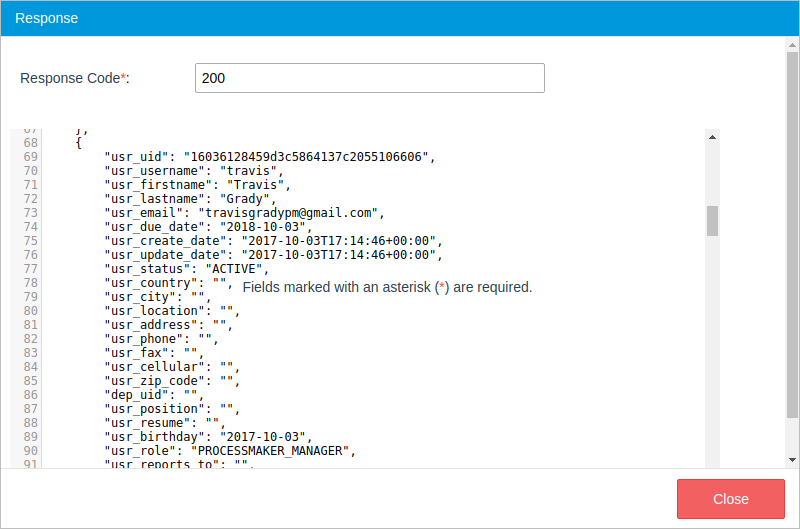 Response
Response Code*:
200
67 },
68 {
69 "usr_uid": "16036128459d3c5864137c2055106606",
70 "usr_username": "travis",
71 "usr_firstname": "Travis",
72 "usr_lastname": "Grady",
73 "usr_email": "travisgradypm@gmail.com",
74 "usr_due_date": "2018-10-03",
75 "usr_create_date": "2017-10-03T17:14:46+00:00",
76 "usr_update_date": "2017-10-03T17:14:46+00:00",
77 "usr_status": "ACTIVE",
78 "usr_country": "",
Fields marked with an asterisk (*) are required.
79 "usr_city": "",
80 "usr_location": "",
81 "usr_address": "",
82 "usr_phone": "",
83 "usr_fax": "",
84 "usr_cellular": "",
85 "usr_zip_code": "",
86 "dep_uid": "",
87 "usr_position": "",
88 "usr_resume": "",
89 "usr_birthday": "2017-10-03",
90 "usr_role": "PROCESSMAKER_MANAGER",
91 "usr_reports_to": "",
Close